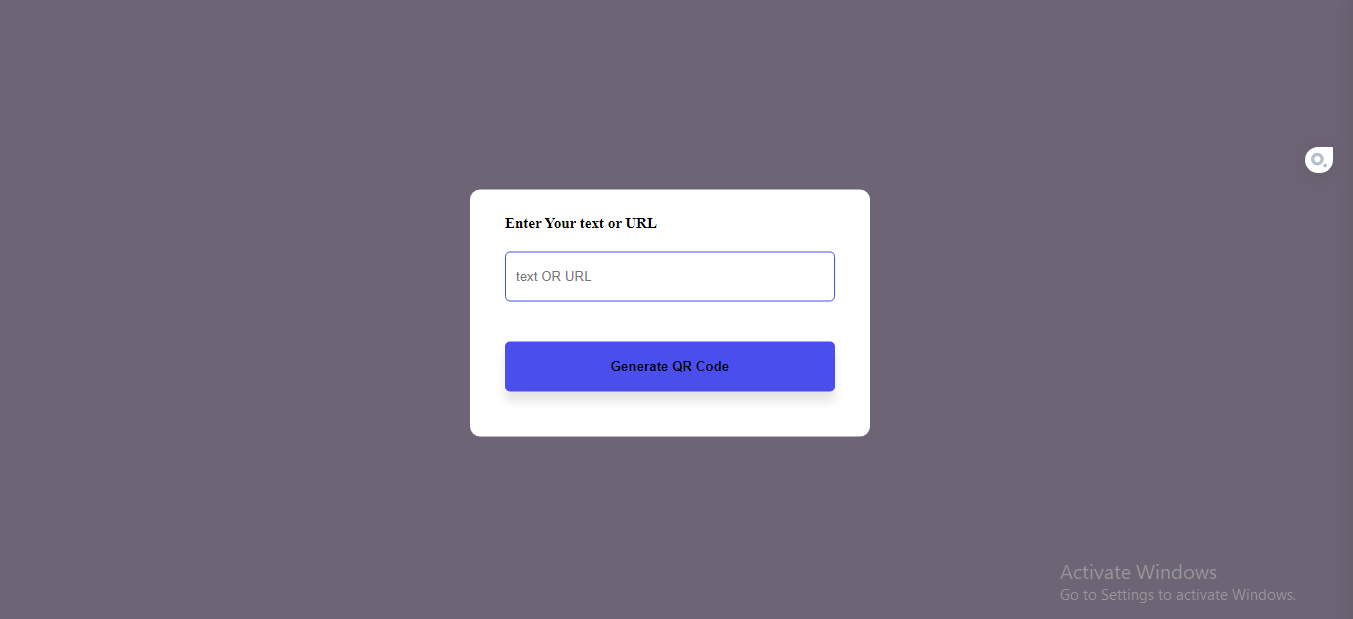 Enter Your text or URL
text OR URL
Generate QR Code
Activate Windows
Go to Settings to activate Windows.